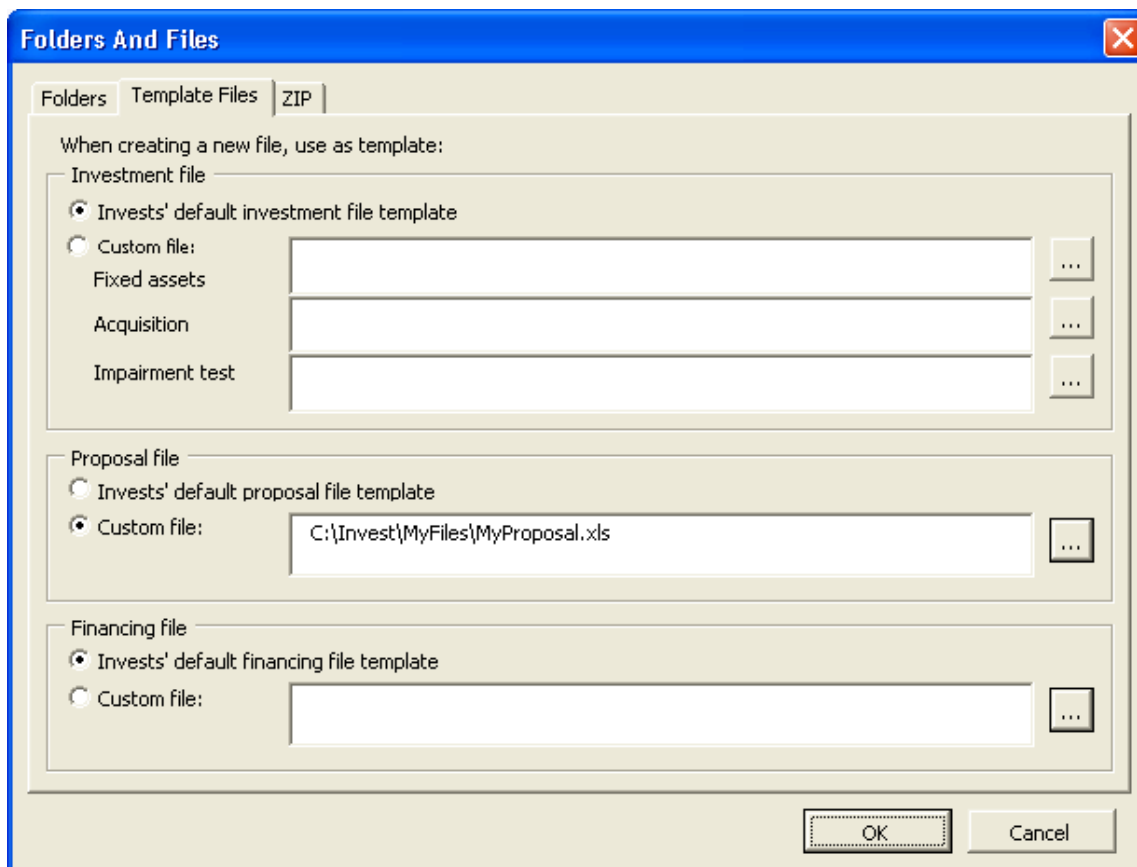 Folders And Files
Folders Template Files ZIP
When creating a new file, use as template:
Investment file
Invests' default investment file template
Custom file:
...
Fixed assets
Acquisition
...
Impairment test
...
Proposal file
Invests' default proposal file template
Custom file:
C:\Invest\MyFiles\MyProposal.xls
...
Financing file
Invests' default financing file template
Custom file:
...
OK Cancel